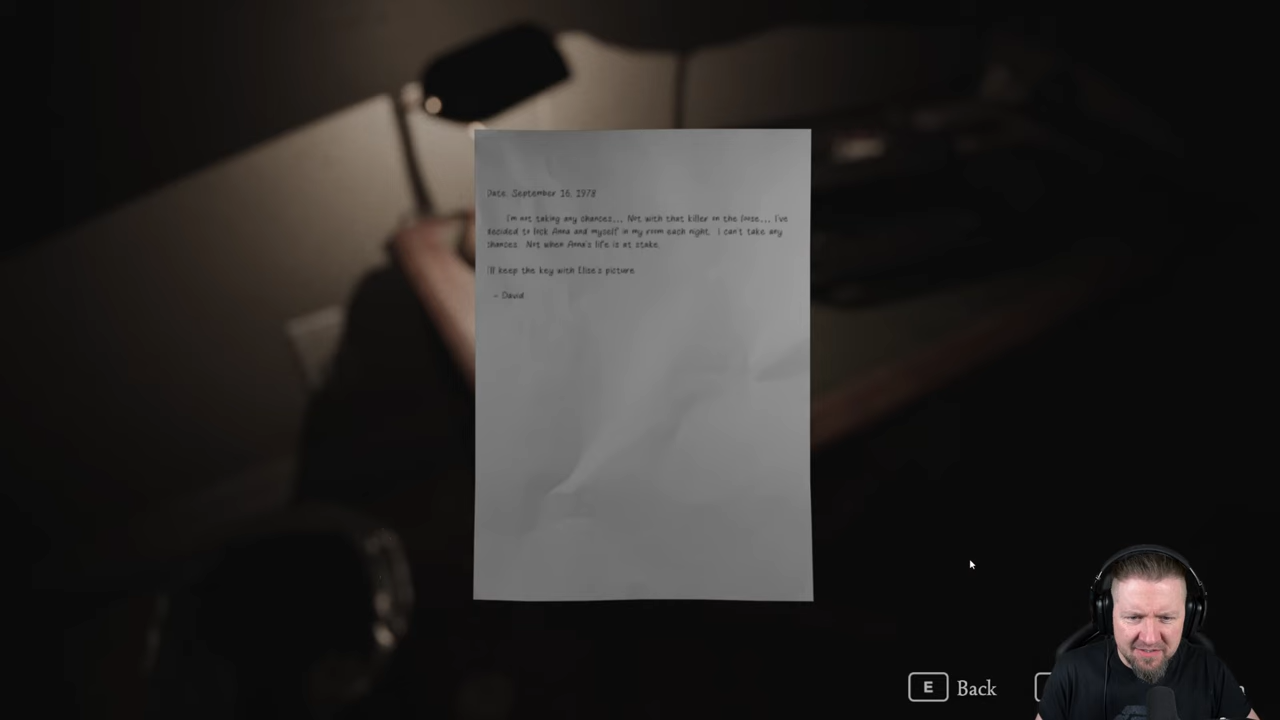 Date: September 16, 1978
I'm not taking any chances... Not with that killer on the loose... I've
decided to lock Anna and myself in my room each night. I can't take any
chances. Not when Anna's life is at stake.
I'll keep the key with Elise's picture.
- David
E Back